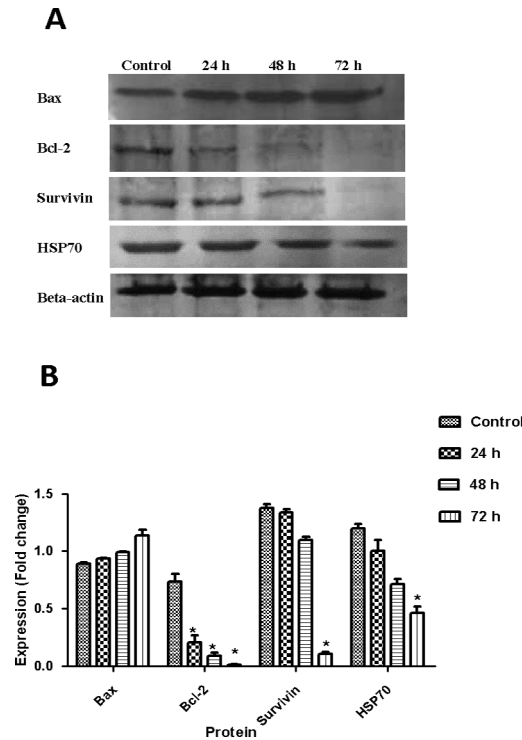 A
Control 24 h 48 h 72 h
Bax
Bcl-2
Survivin
HSP70
Beta-actin
B
Control
24 h
48 h
72 h
Expression (Fold change)
1.5
1.0
0.5
0.0
* * * * *
Bax Bcl-2 Survivin HSP70
Protein